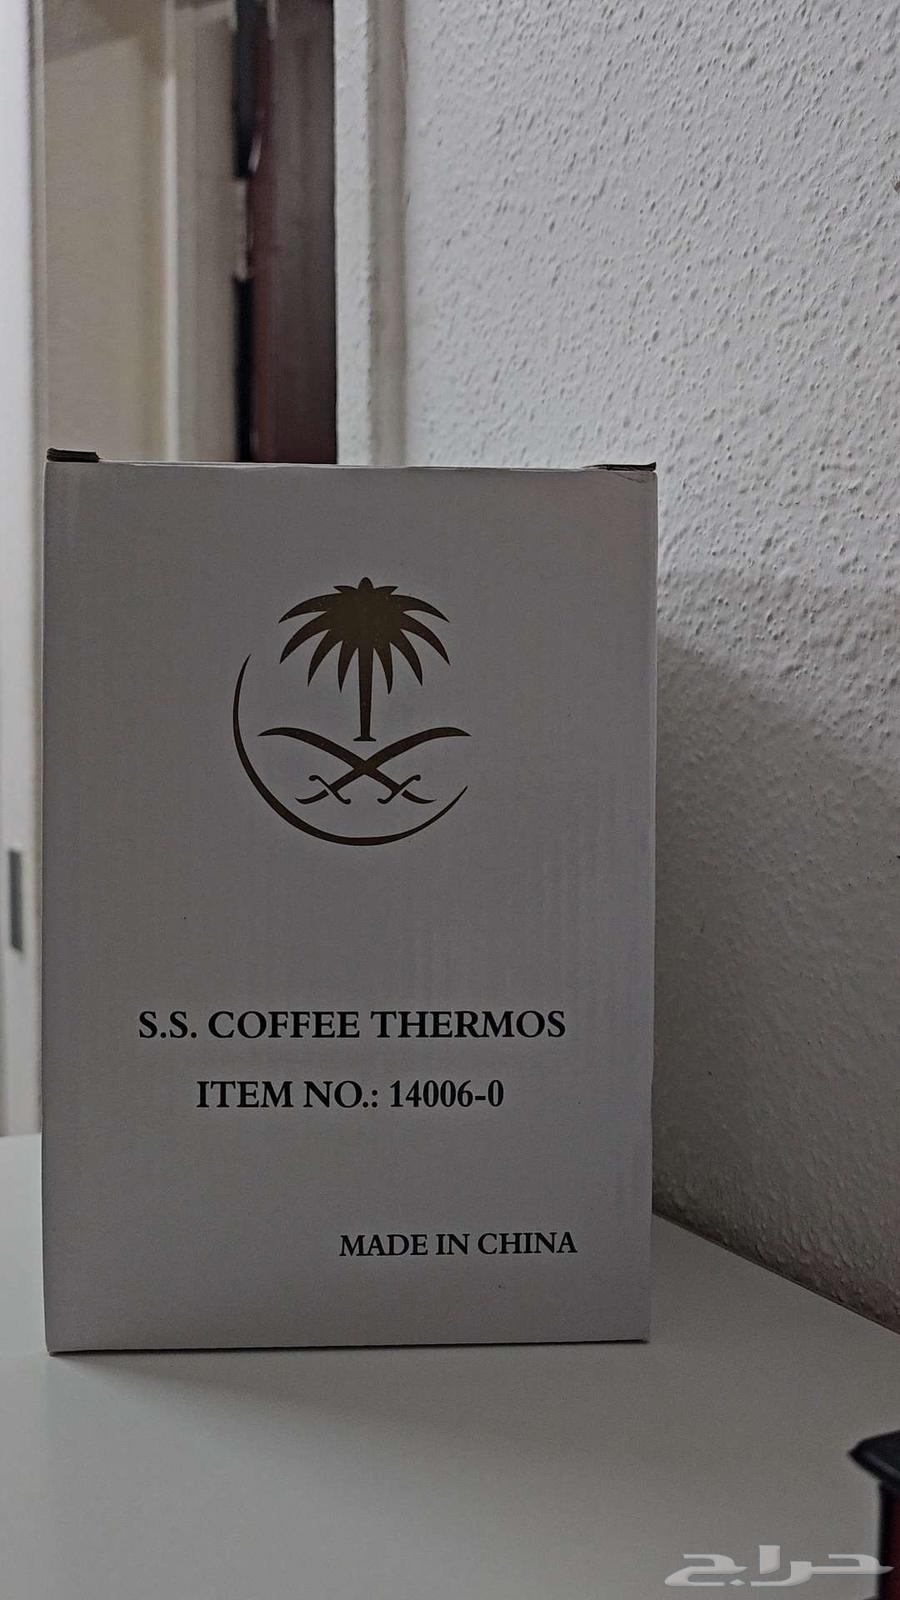 S.S. COFFEE THERMOS
ITEM NO.: 14006-0
MADE IN CHINA
حراج